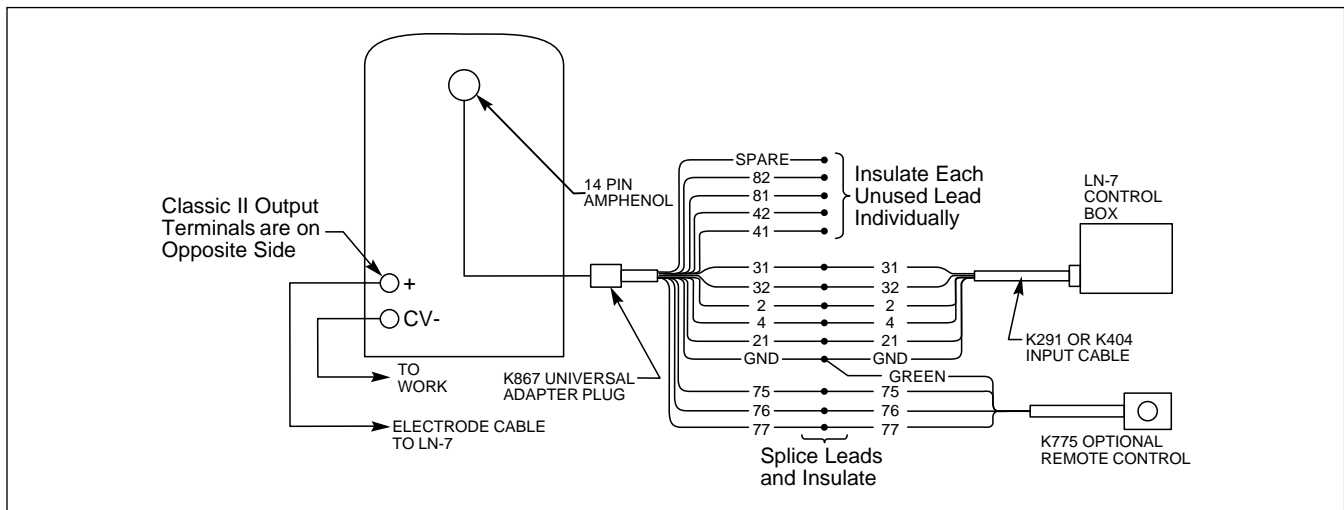 SPARE
82
81
42
41
Insulate Each
Unused Lead
Individually
14 PIN
AMPHENOL
LN-7
CONTROL
BOX
Classic II Output
Terminals are on
Opposite Side
+
CV-
31 31
32 32
2 2
4 4
21 21
GND GND
GREEN
75 75
76 76
77 77
K291 OR K404
INPUT CABLE
TO
WORK
K867 UNIVERSAL
ADAPTER PLUG
ELECTRODE CABLE
TO LN-7
K775 OPTIONAL
REMOTE CONTROL
Splice Leads
and Insulate